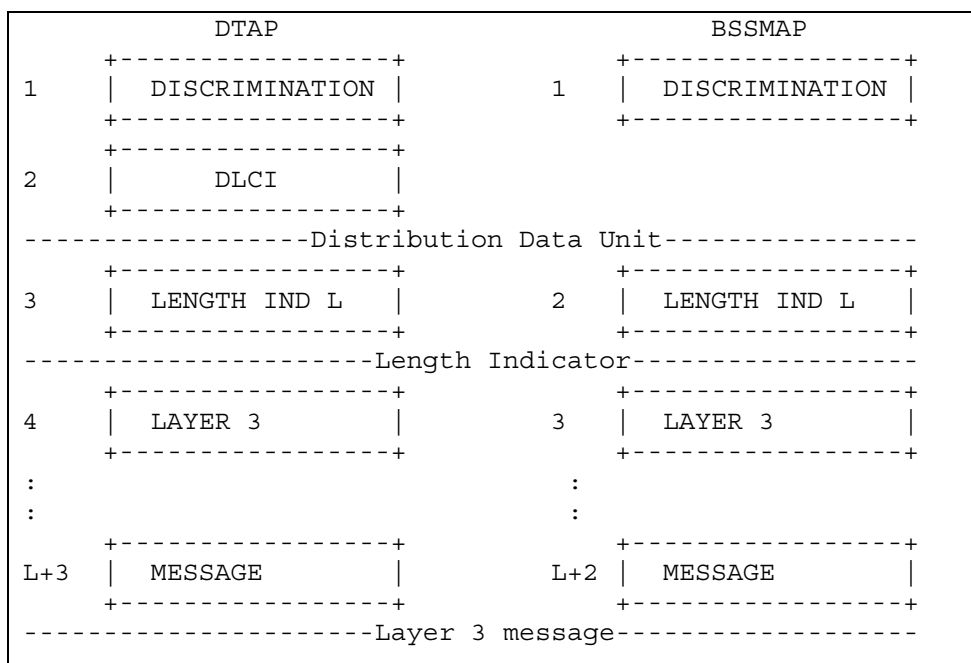 DTAP                                BSSMAP
     +-----------------+             +-----------------+
1    |  DISCRIMINATION |         1   |  DISCRIMINATION |
     +-----------------+             +-----------------+
     +-----------------+
2    |      DLCI       |
     +-----------------+
------------------Distribution Data Unit----------------
     +-----------------+             +-----------------+
3    |  LENGTH IND L   |         2   |  LENGTH IND L   |
     +-----------------+             +-----------------+
----------------------Length Indicator------------------
     +-----------------+             +-----------------+
4    |  LAYER 3        |         3   |  LAYER 3        |
     +-----------------+             +-----------------+
:                                 :
:                                 :
     +-----------------+             +-----------------+
L+3  |  MESSAGE        |         L+2 |  MESSAGE        |
     +-----------------+             +-----------------+
----------------------Layer 3 message-------------------